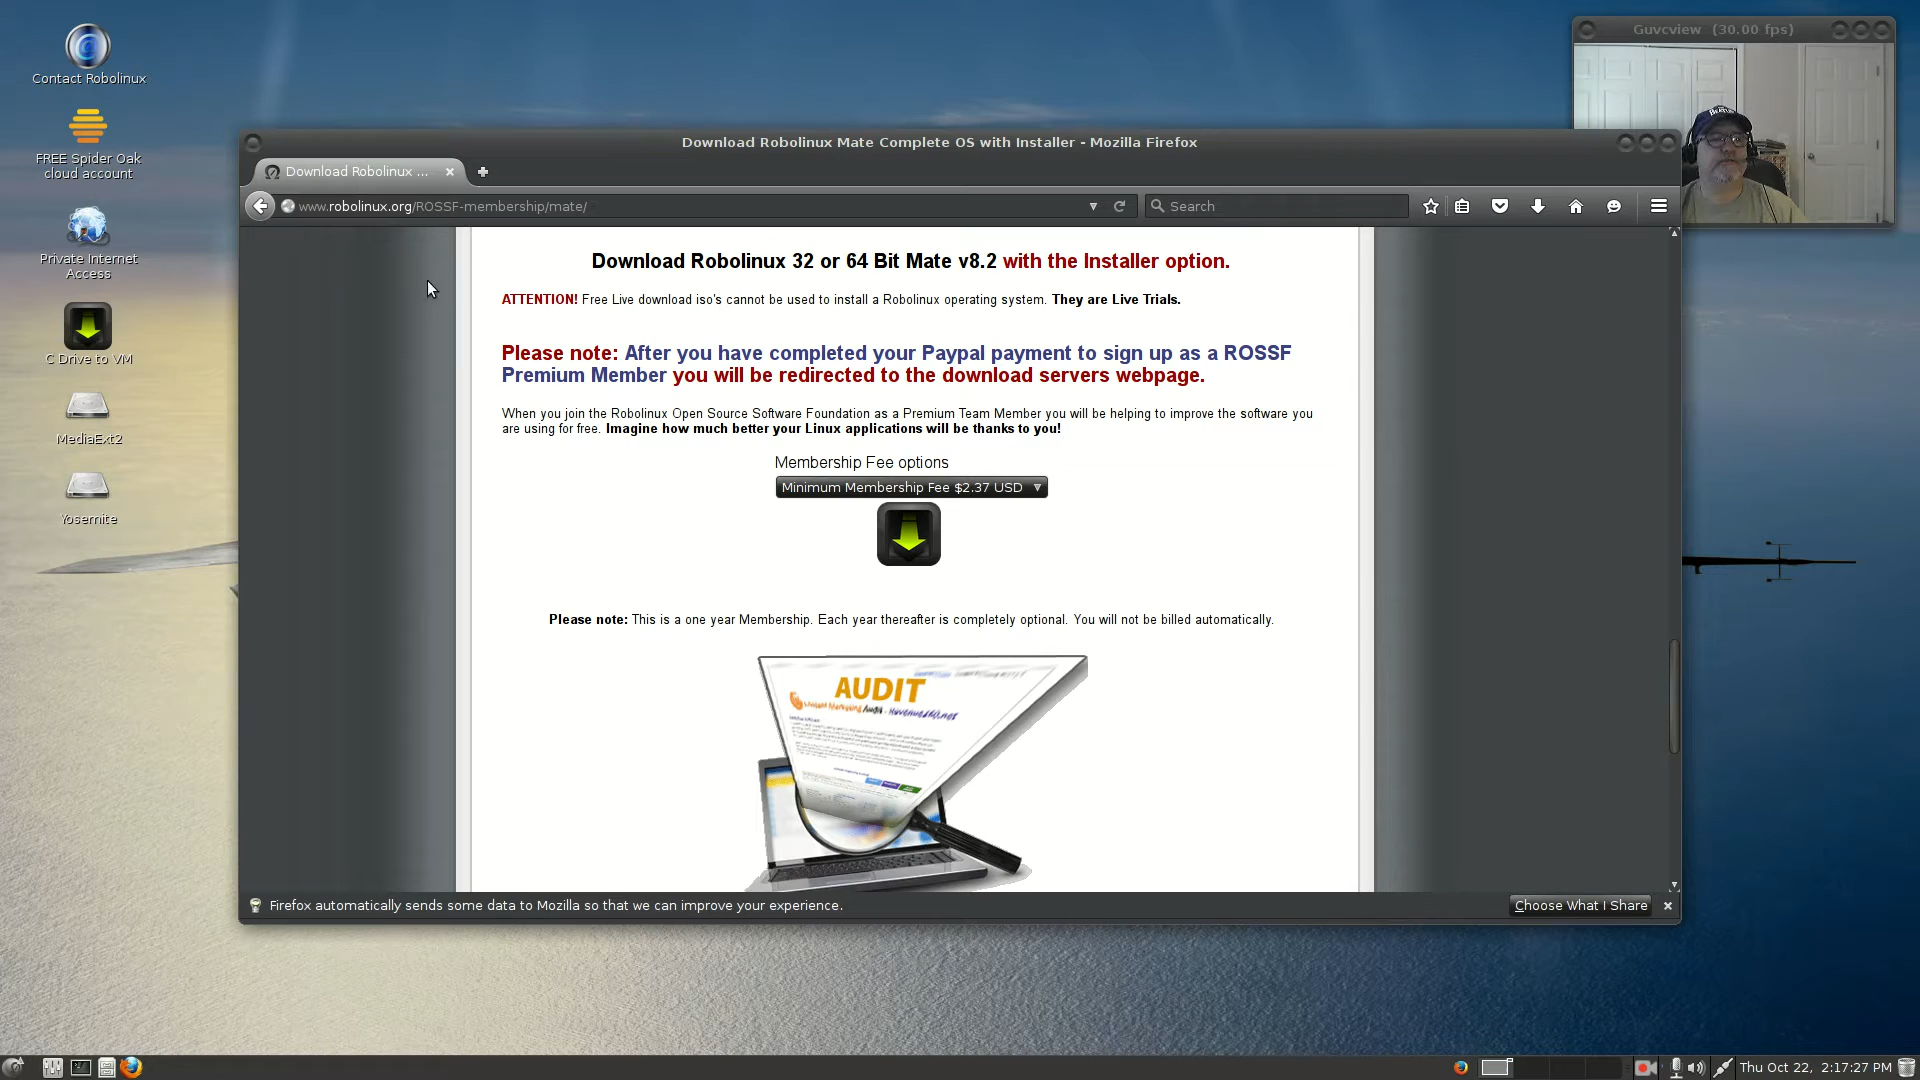 Contact Robolinux
FREE Spider Oak
cloud account
Private Internet
Access
C Drive to VM
MediaExt2
Yosemite
Guvcview (30.00 fps)
Download Robolinux Mate Complete OS with Installer - Mozilla Firefox
Download Robolinux ...
www.robolinux.org/ROSSF-membership/mate/
Search
Download Robolinux 32 or 64 Bit Mate v8.2 with the Installer option.
ATTENTION! Free Live download iso's cannot be used to install a Robolinux operating system. They are Live Trials.
Please note: After you have completed your Paypal payment to sign up as a ROSSF
Premium Member you will be redirected to the download servers webpage.
When you join the Robolinux Open Source Software Foundation as a Premium Team Member you will be helping to improve the software you
are using for free. Imagine how much better your Linux applications will be thanks to you!
Membership Fee options
Minimum Membership Fee $2.37 USD
Please note: This is a one year Membership. Each year thereafter is completely optional. You will not be billed automatically.
AUDIT
Firefox automatically sends some data to Mozilla so that we can improve your experience.
Choose What I Share
Thu Oct 22, 2:17:27 PM